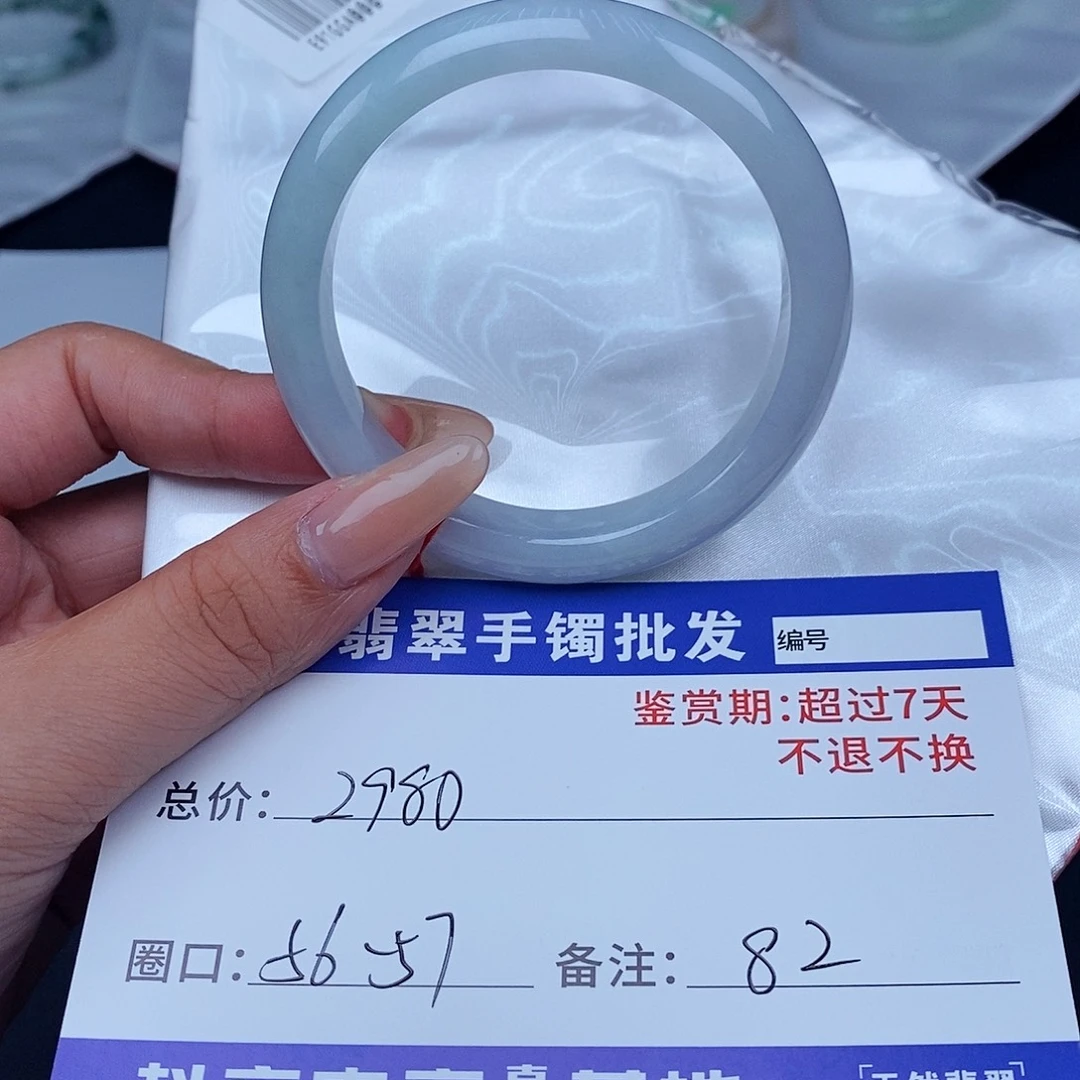 翡翠手镯批发 编号
鉴赏期:超过7天
不退不换
总价: 2980
圈口: 56-57 备注: 82